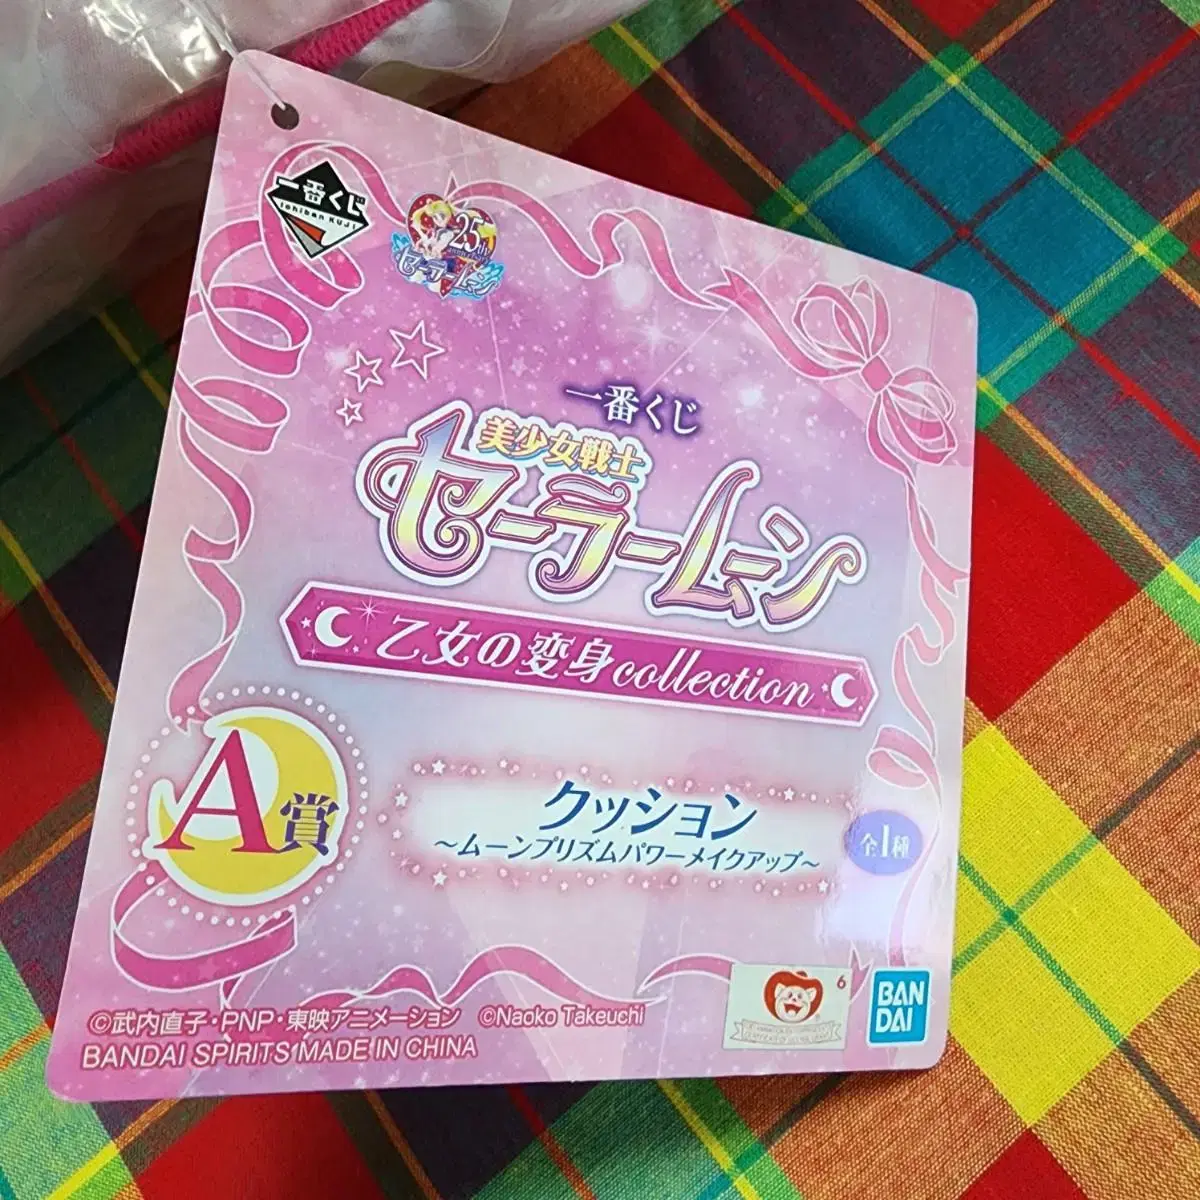 一番くじ
Ichiban KUJI
25th
セーラームーン
一番くじ
美少女戦士
セーラームーン
乙女の変身collection
A賞
クッション
～ムーンプリズムパワーメイクアップ～
全1種
6
©武内直子・PNP・東映アニメーション ©Naoko Takeuchi
BANDAI SPIRITS MADE IN CHINA
BAN
DAI